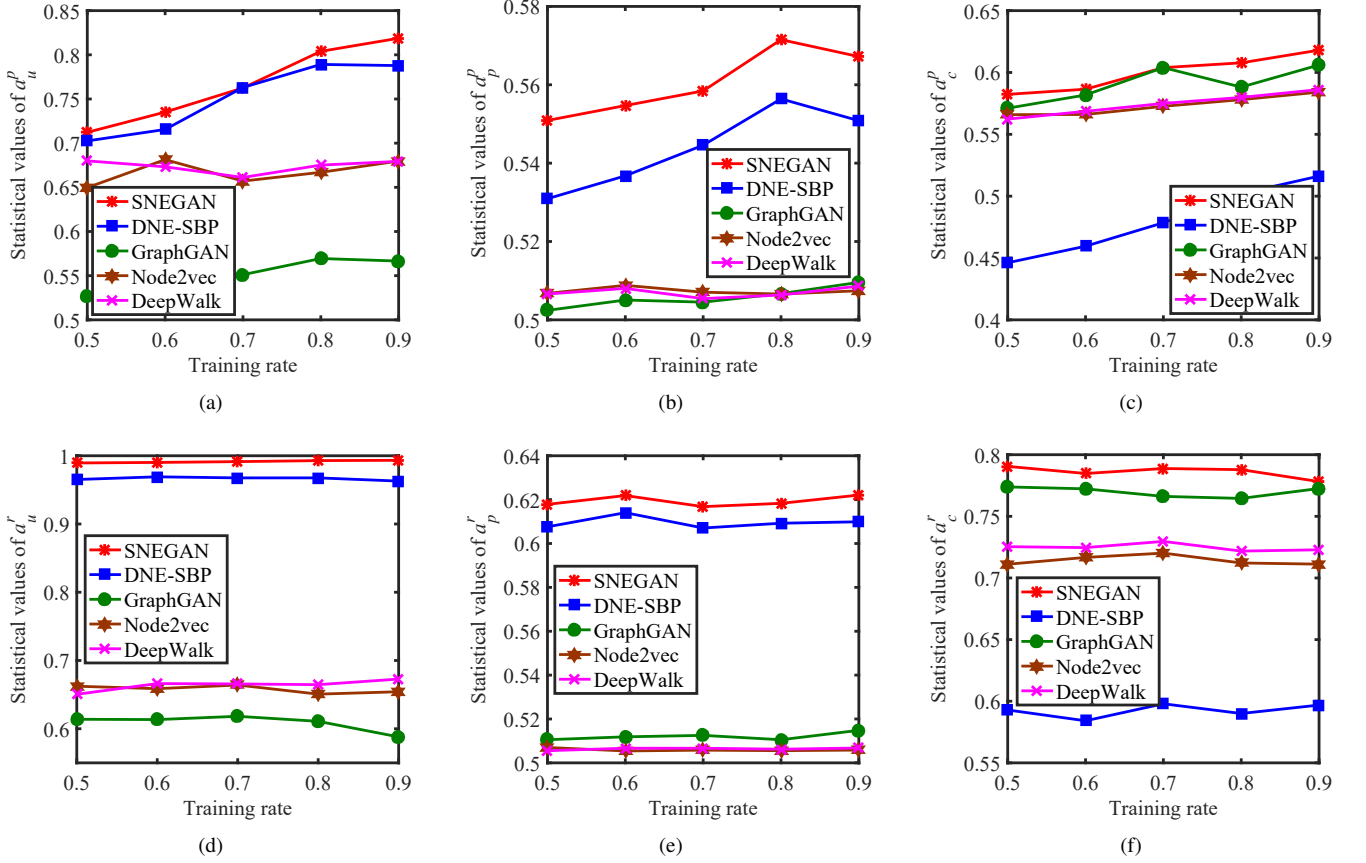 0.85
0.8
0.75
0.7
0.65
0.6
0.55
0.5
Statistical values of a_u^p
SNEGAN
DNE-SBP
GraphGAN
Node2vec
DeepWalk
0.5 0.6 0.7 0.8 0.9
Training rate
(a)
0.58
0.56
0.54
0.52
0.5
Statistical values of a_p^p
SNEGAN
DNE-SBP
GraphGAN
Node2vec
DeepWalk
0.5 0.6 0.7 0.8 0.9
Training rate
(b)
0.65
0.6
0.55
0.5
0.45
0.4
Statistical values of a_c^p
SNEGAN
DNE-SBP
GraphGAN
Node2vec
DeepWalk
0.5 0.6 0.7 0.8 0.9
Training rate
(c)
1
0.9
0.8
0.7
0.6
Statistical values of a_u^r
SNEGAN
DNE-SBP
GraphGAN
Node2vec
DeepWalk
0.5 0.6 0.7 0.8 0.9
Training rate
(d)
0.64
0.62
0.6
0.58
0.56
0.54
0.52
0.5
Statistical values of a_p^r
SNEGAN
DNE-SBP
GraphGAN
Node2vec
DeepWalk
0.5 0.6 0.7 0.8 0.9
Training rate
(e)
0.8
0.75
0.7
0.65
0.6
0.55
Statistical values of a_c^r
SNEGAN
DNE-SBP
GraphGAN
Node2vec
DeepWalk
0.5 0.6 0.7 0.8 0.9
Training rate
(f)